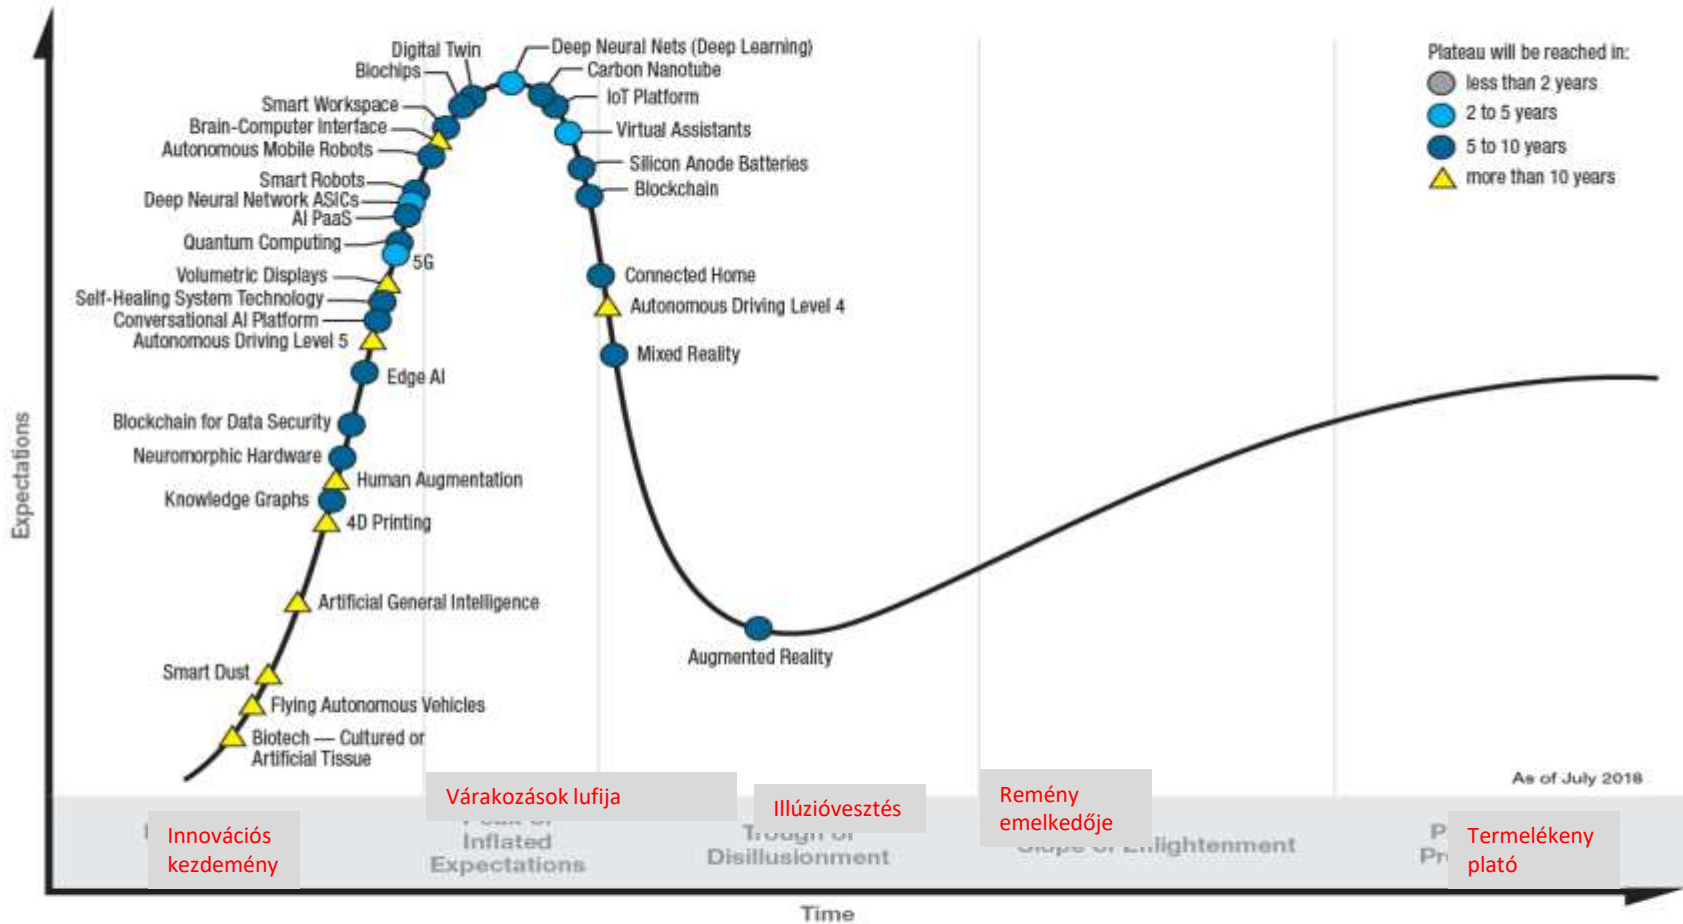 Digital Twin
Biochips
Smart Workspace
Brain-Computer Interface
Autonomous Mobile Robots
Smart Robots
Deep Neural Network ASICs
AI PaaS
Quantum Computing
5G
Volumetric Displays
Self-Healing System Technology
Conversational AI Platform
Autonomous Driving Level 5
Edge AI
Blockchain for Data Security
Neuromorphic Hardware
Human Augmentation
Knowledge Graphs
4D Printing
Artificial General Intelligence
Smart Dust
Flying Autonomous Vehicles
Biotech — Cultured or
Artificial Tissue
Deep Neural Nets (Deep Learning)
Carbon Nanotube
IoT Platform
Virtual Assistants
Silicon Anode Batteries
Blockchain
Connected Home
Autonomous Driving Level 4
Mixed Reality
Augmented Reality
Plateau will be reached in:
less than 2 years
2 to 5 years
5 to 10 years
more than 10 years
As of July 2018
Expectations
Innovációs
kezdemény
Várakozások lufija
Inflated
Expectations
Illúzióvesztés
Trough of
Disillusionment
Remény
emelkedője
Slope of Enlightenment
Termelékeny
plató
Time